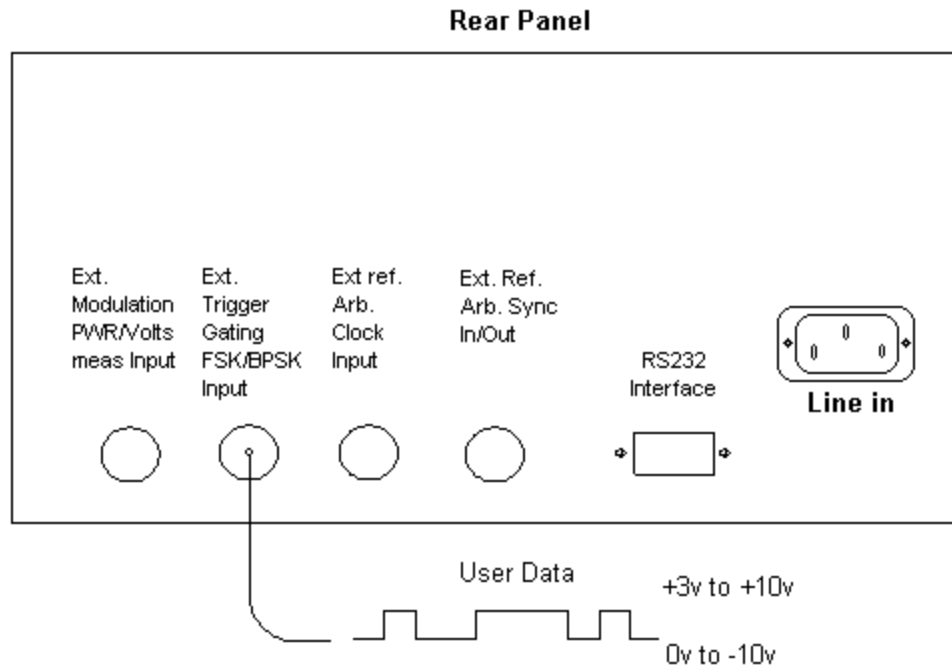 Rear Panel
Ext.
Modulation
PWR/Volts
meas Input
Ext.
Trigger
Gating
FSK/BPSK
Input
Ext ref.
Arb.
Clock
Input
Ext. Ref.
Arb. Sync
In/Out
RS232
Interface
Line in
User Data
+3v to +10v
0v to -10v